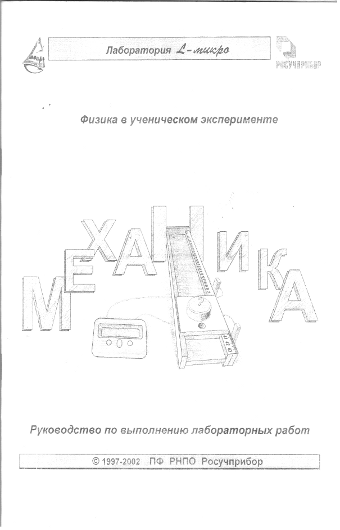 Лаборатория L-микро
РОСУЧПРИБОР
Физика в ученическом эксперименте
МЕХАНИКА
Руководство по выполнению лабораторных работ
© 1997-2002 ПФ РНПО Росучприбор